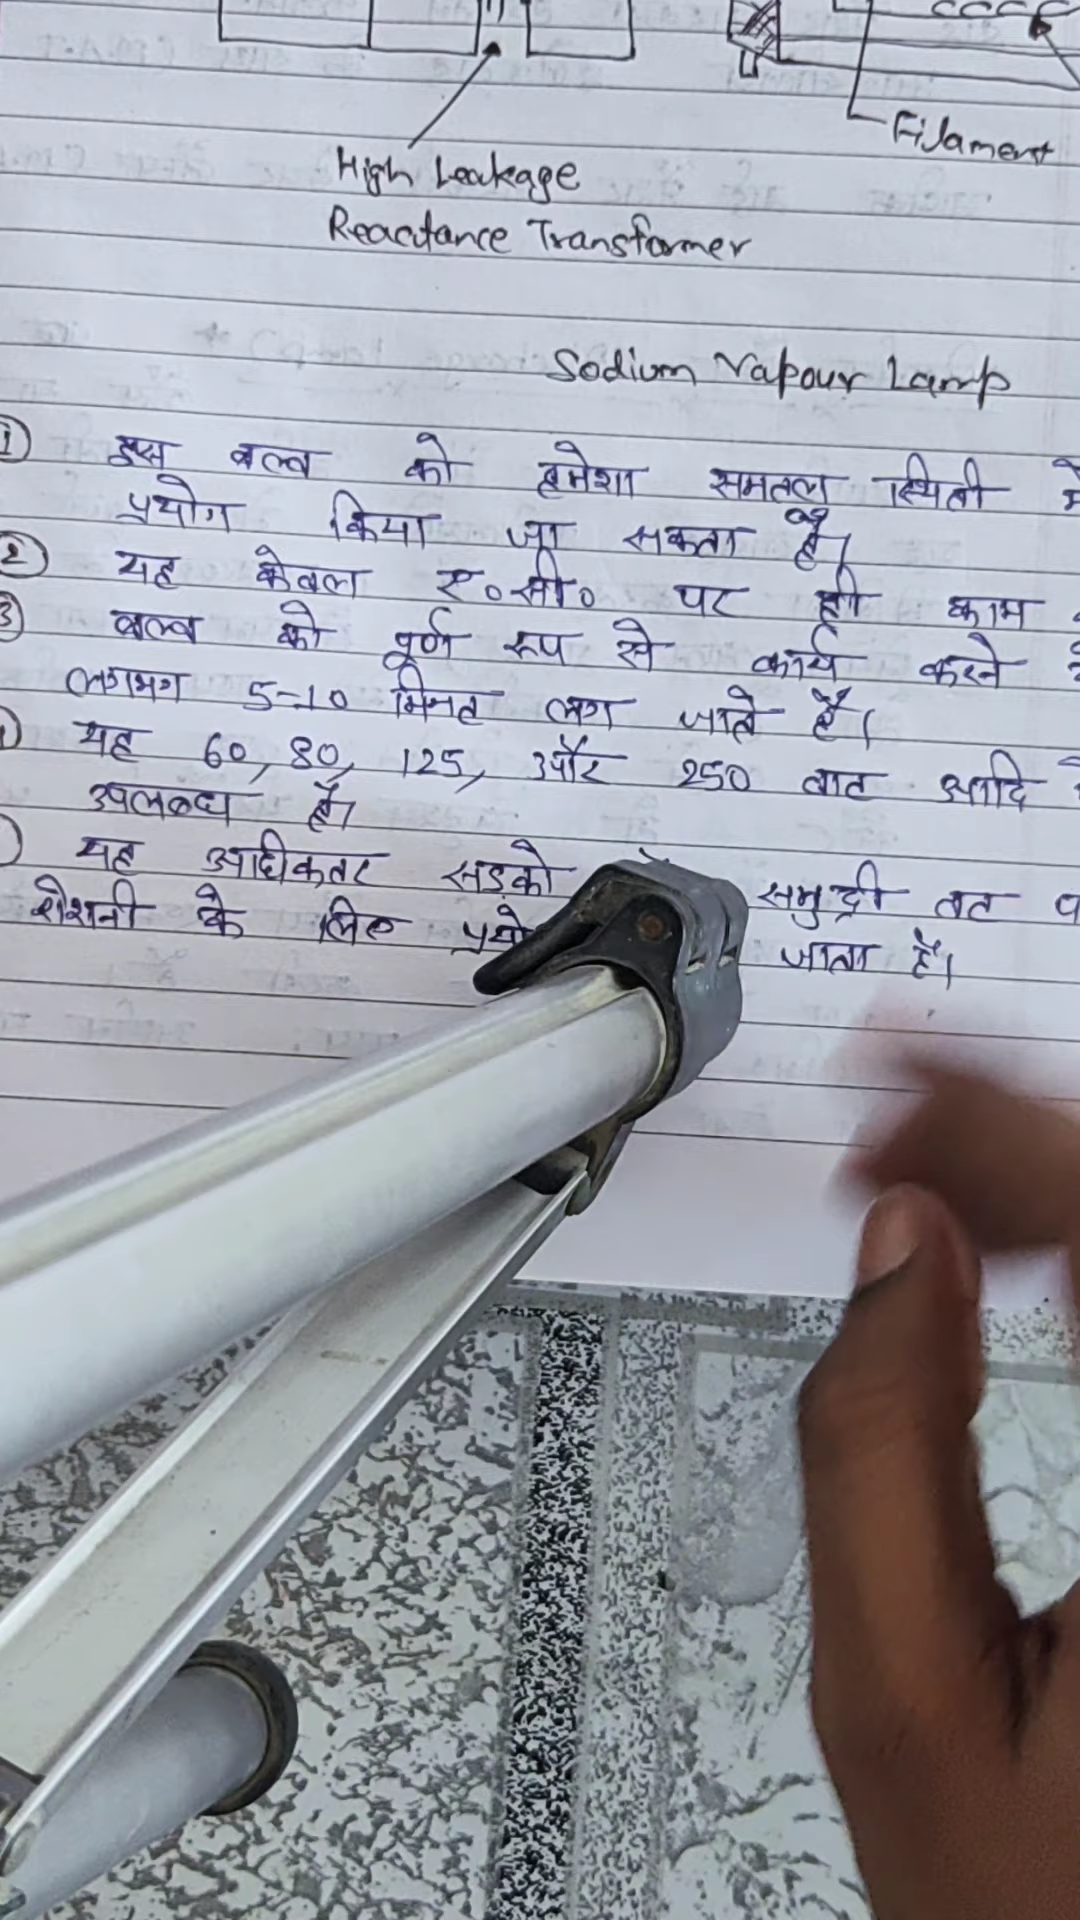 Filament
High Leakage
Reactance Transformer
Sodium Vapour Lamp
① इस बल्ब को हमेशा समतल स्थिती में
प्रयोग किया जा सकता है।
② यह केवल ए०सी० पर ही काम
③ बल्ब को पूर्ण रूप से कार्य करने
लगभग 5-10 मिनट लग जाते हैं।
यह 60, 80, 125, और 250 वाट आदि
उपलब्ध है।
यह अधिकतर सड़को समुद्री तट
रोशनी के लिए जाता है।